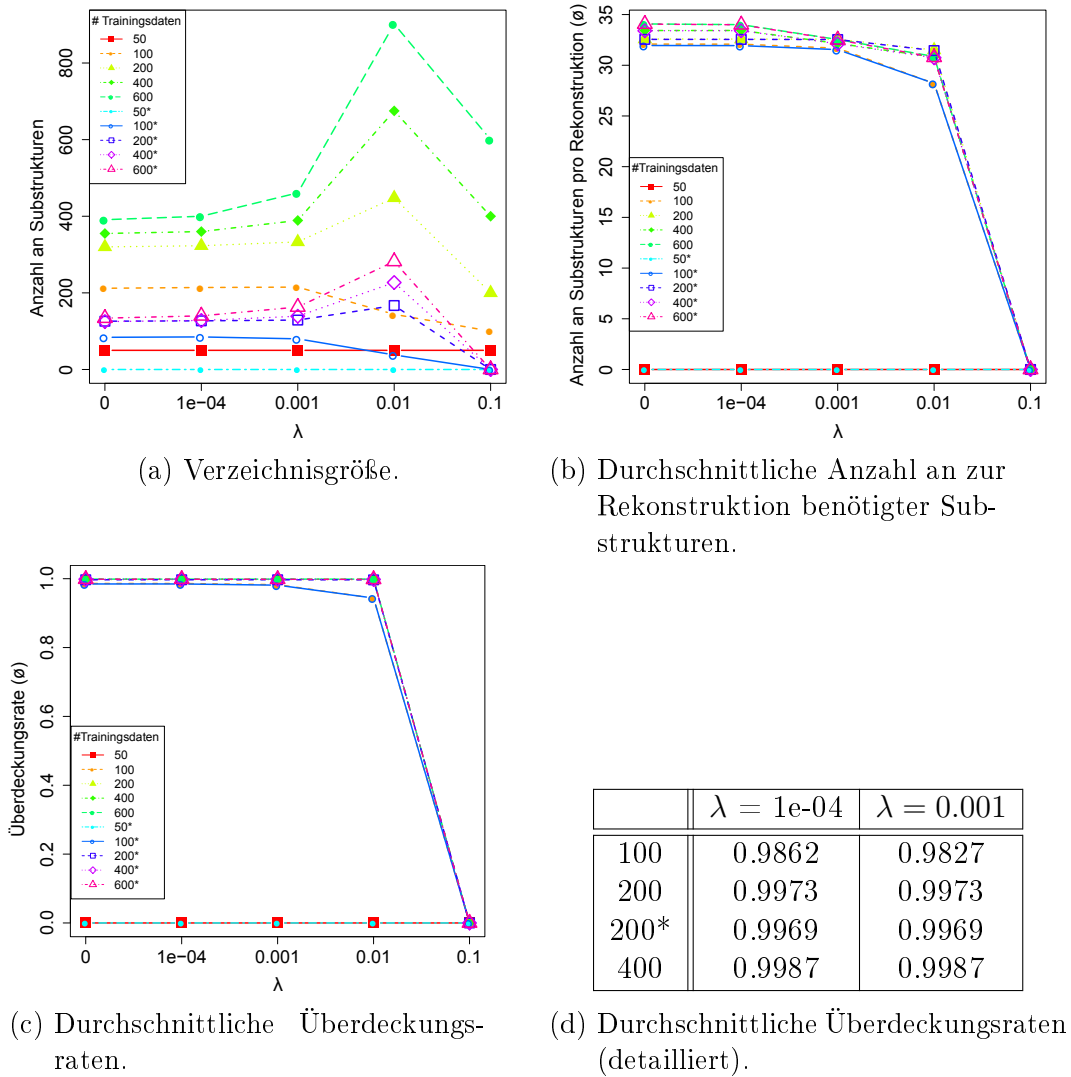 # Trainingsdaten
50
100
200
400
600
50*
100*
200*
400*
600*
Anzahl an Substrukturen
0
200
400
600
800
0
1e−04
0.001
0.01
0.1
λ
(a) Verzeichnisgröße.
#Trainingsdaten
50
100
200
400
600
50*
100*
200*
400*
600*
Anzahl an Substrukturen pro Rekonstruktion (ø)
0
5
10
15
20
25
30
35
0
1e−04
0.001
0.01
0.1
λ
(b) Durchschnittliche Anzahl an zur
Rekonstruktion benötigter Sub-
strukturen.
#Trainingsdaten
50
100
200
400
600
50*
100*
200*
400*
600*
Überdeckungsrate (ø)
0.0
0.2
0.4
0.6
0.8
1.0
0
1e−04
0.001
0.01
0.1
λ
(c) Durchschnittliche Überdeckungs-
raten.
λ = 1e-04 λ = 0.001
100 0.9862 0.9827
200 0.9973 0.9973
200* 0.9969 0.9969
400 0.9987 0.9987
(d) Durchschnittliche Überdeckungsraten
(detailliert).